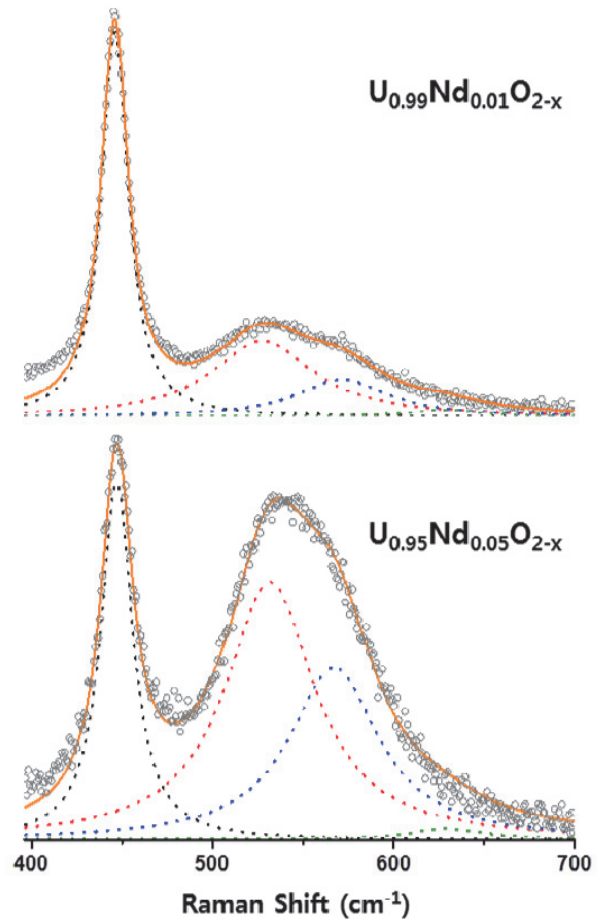 U₀.₉₉Nd₀.₀₁O₂₋ₓ
U₀.₉₅Nd₀.₀₅O₂₋ₓ
400 500 600 700
Raman Shift (cm⁻¹)